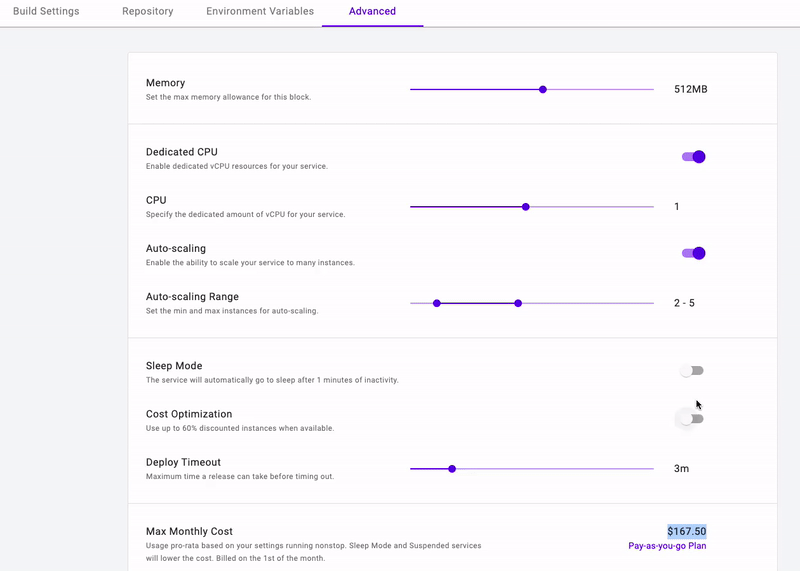 Build Settings Repository Environment Variables Advanced
Memory
Set the max memory allowance for this block.
512MB
Dedicated CPU
Enable dedicated vCPU resources for your service.
CPU
Specify the dedicated amount of vCPU for your service.
1
Auto-scaling
Enable the ability to scale your service to many instances.
Auto-scaling Range
Set the min and max instances for auto-scaling.
2 - 5
Sleep Mode
The service will automatically go to sleep after 1 minutes of inactivity.
Cost Optimization
Use up to 60% discounted instances when available.
Deploy Timeout
Maximum time a release can take before timing out.
3m
Max Monthly Cost
Usage pro-rata based on your settings running nonstop. Sleep Mode and Suspended services
will lower the cost. Billed on the 1st of the month.
$167.50
Pay-as-you-go Plan